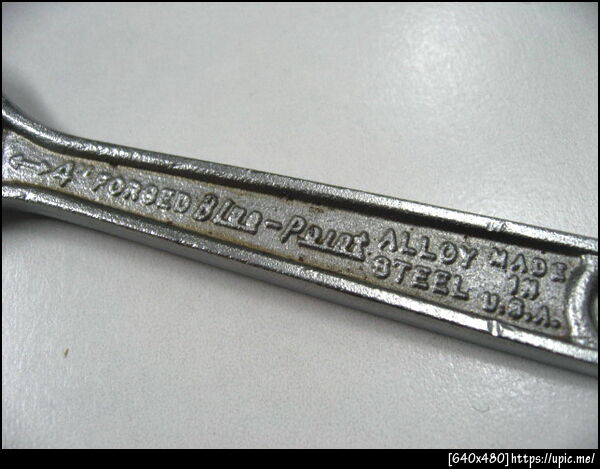 4" FORGED Blue-Point ALLOY STEEL MADE IN U.S.A.
[640x480]https://upic.me/